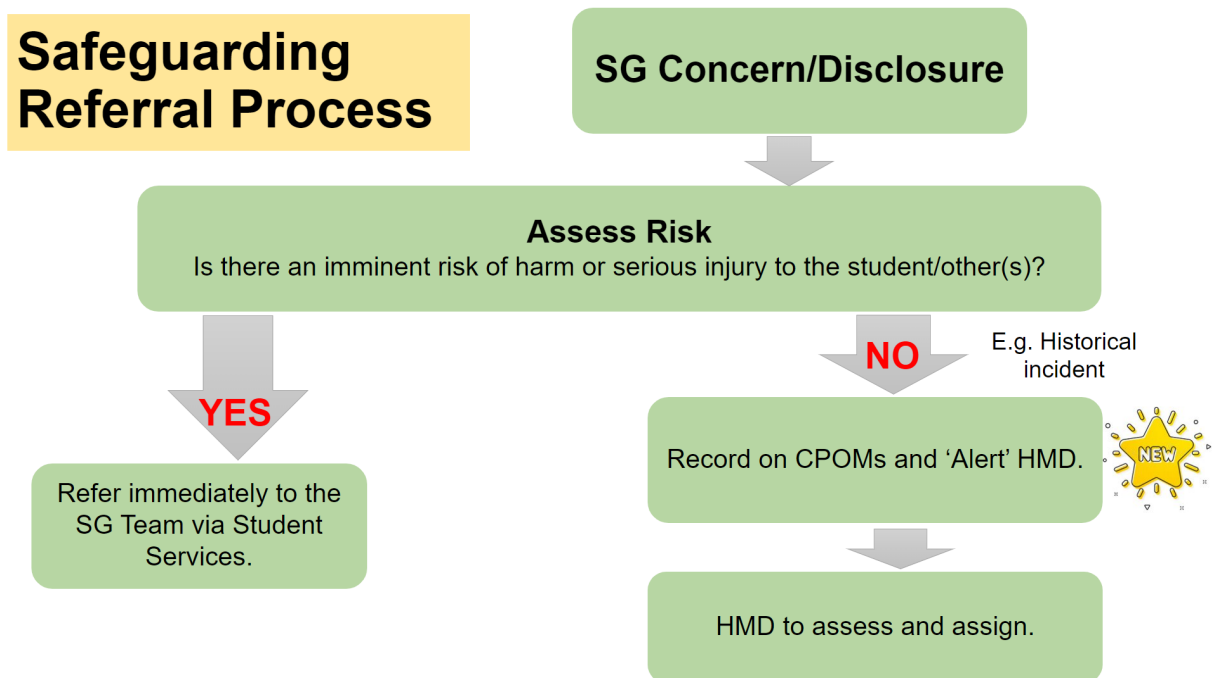 Safeguarding
Referral Process
SG Concern/Disclosure
Assess Risk
Is there an imminent risk of harm or serious injury to the student/other(s)?
YES
NO
E.g. Historical
incident
Refer immediately to the
SG Team via Student
Services.
Record on CPOMs and ‘Alert’ HMD.
NEW
HMD to assess and assign.